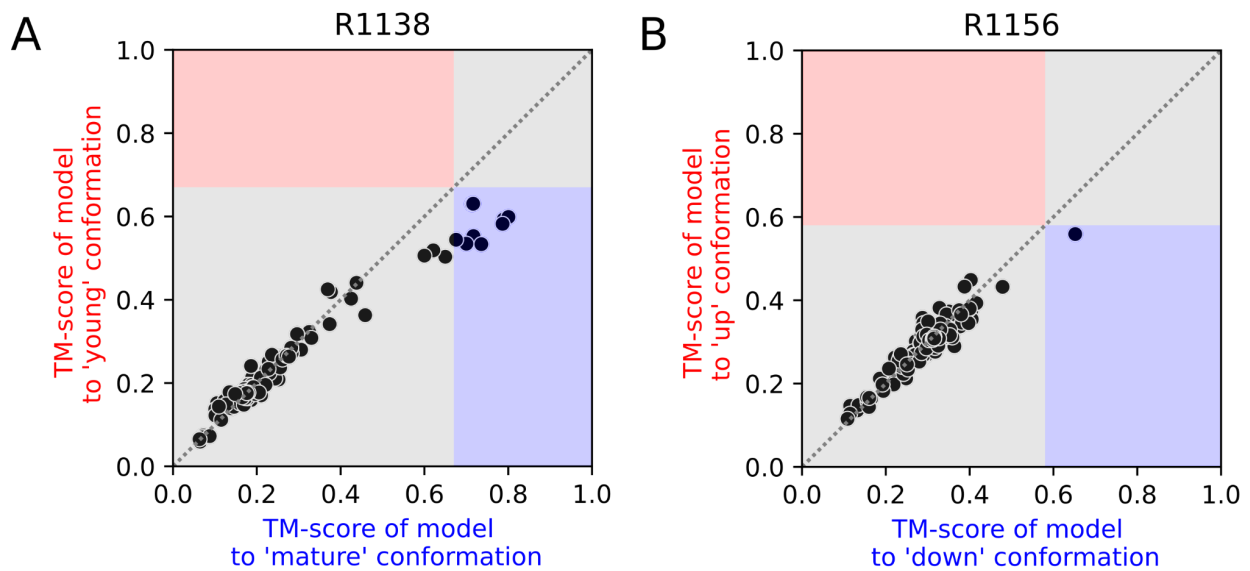 A
R1138
1.0
0.8
0.6
0.4
0.2
0.0
0.0 0.2 0.4 0.6 0.8 1.0
TM-score of model
to 'young' conformation
TM-score of model
to 'mature' conformation
B
R1156
1.0
0.8
0.6
0.4
0.2
0.0
0.0 0.2 0.4 0.6 0.8 1.0
TM-score of model
to 'up' conformation
TM-score of model
to 'down' conformation